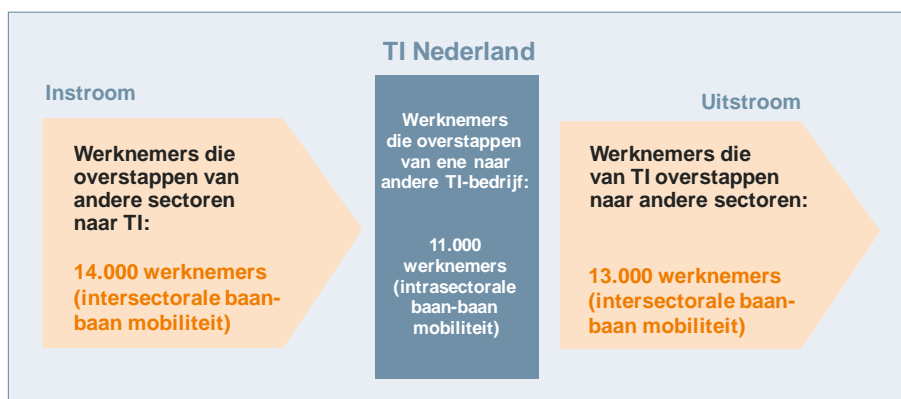 TI Nederland
Instroom
Werknemers die
overstappen van
andere sectoren
naar TI:
14.000 werknemers
(intersectorale baan-
baan mobiliteit)
Werknemers
die overstappen
van ene naar
andere TI-bedrijf:
11.000
werknemers
(intrasectorale
baan-baan
mobiliteit)
Uitstroom
Werknemers die
van TI overstappen
naar andere sectoren:
13.000 werknemers
(intersectorale baan-
baan mobiliteit)